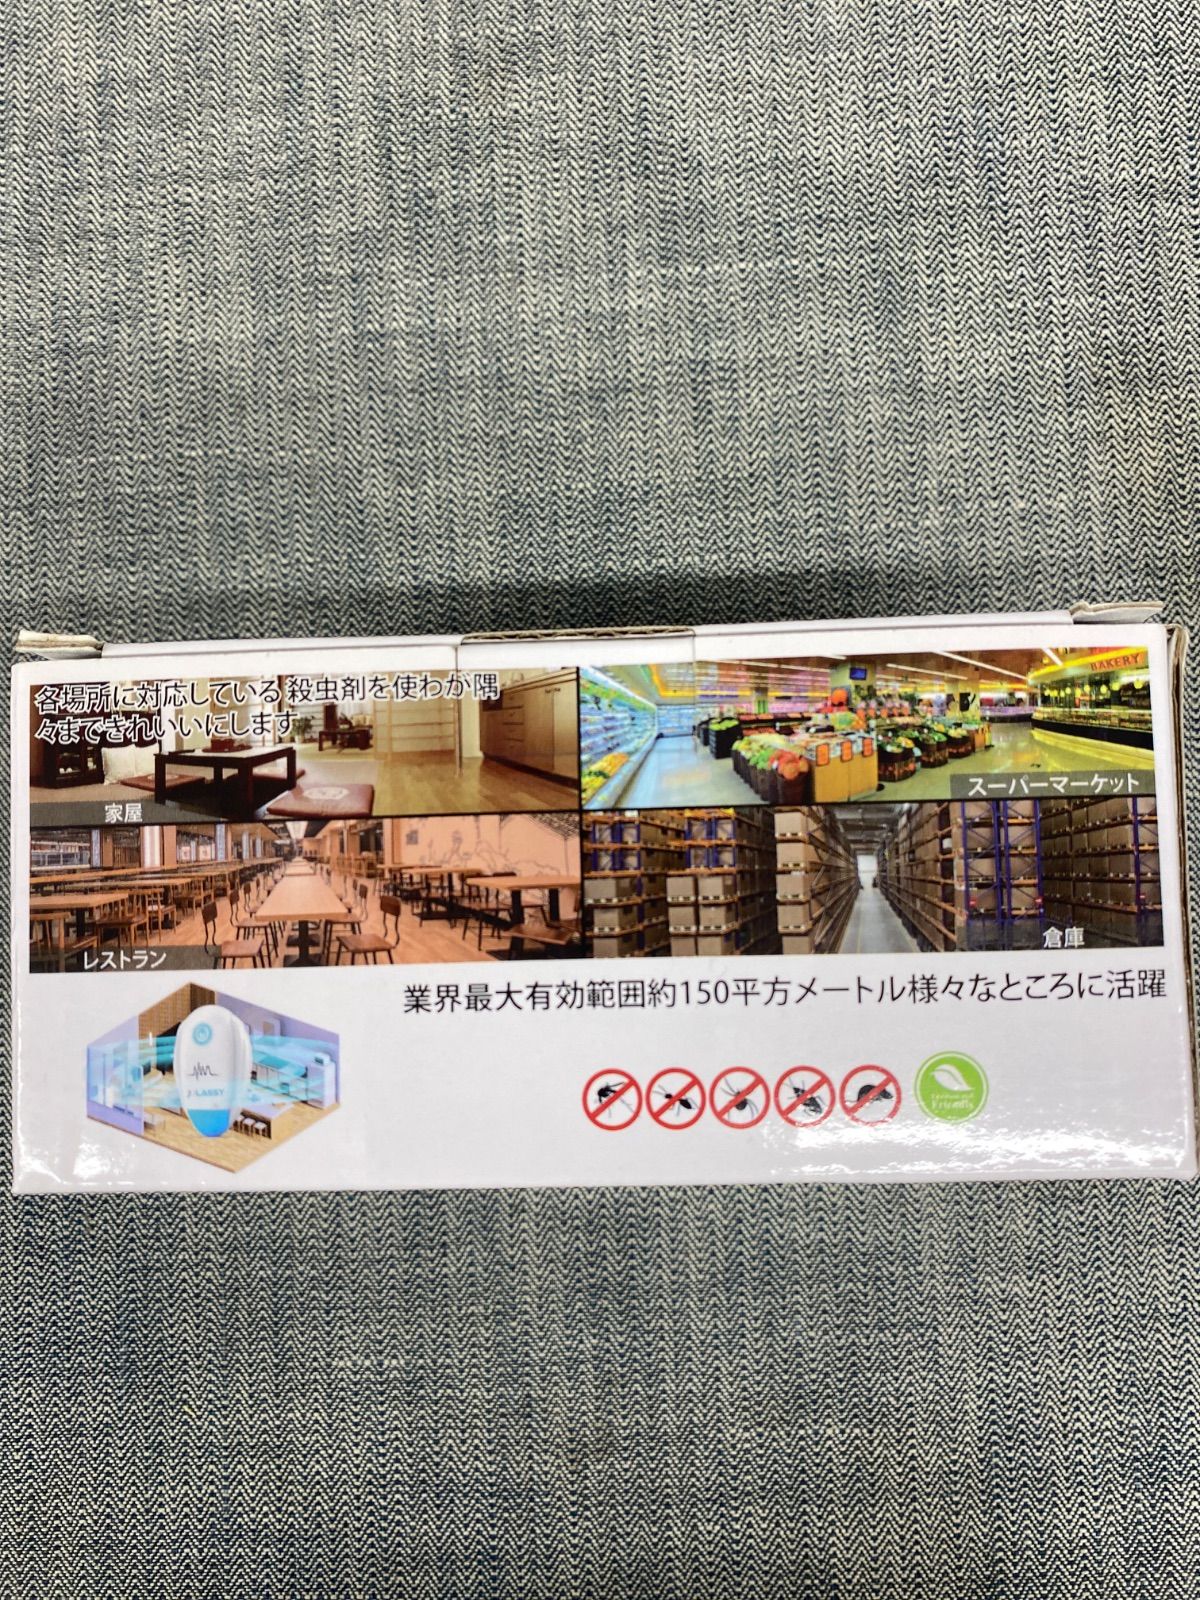 各場所に対応している殺虫剤を使わが隅
々まできれいいにします
BAKERY
スーパーマーケット
家屋
レストラン
倉庫
業界最大有効範囲約150平方メートル様々なところに活躍
LASSY
Friendly